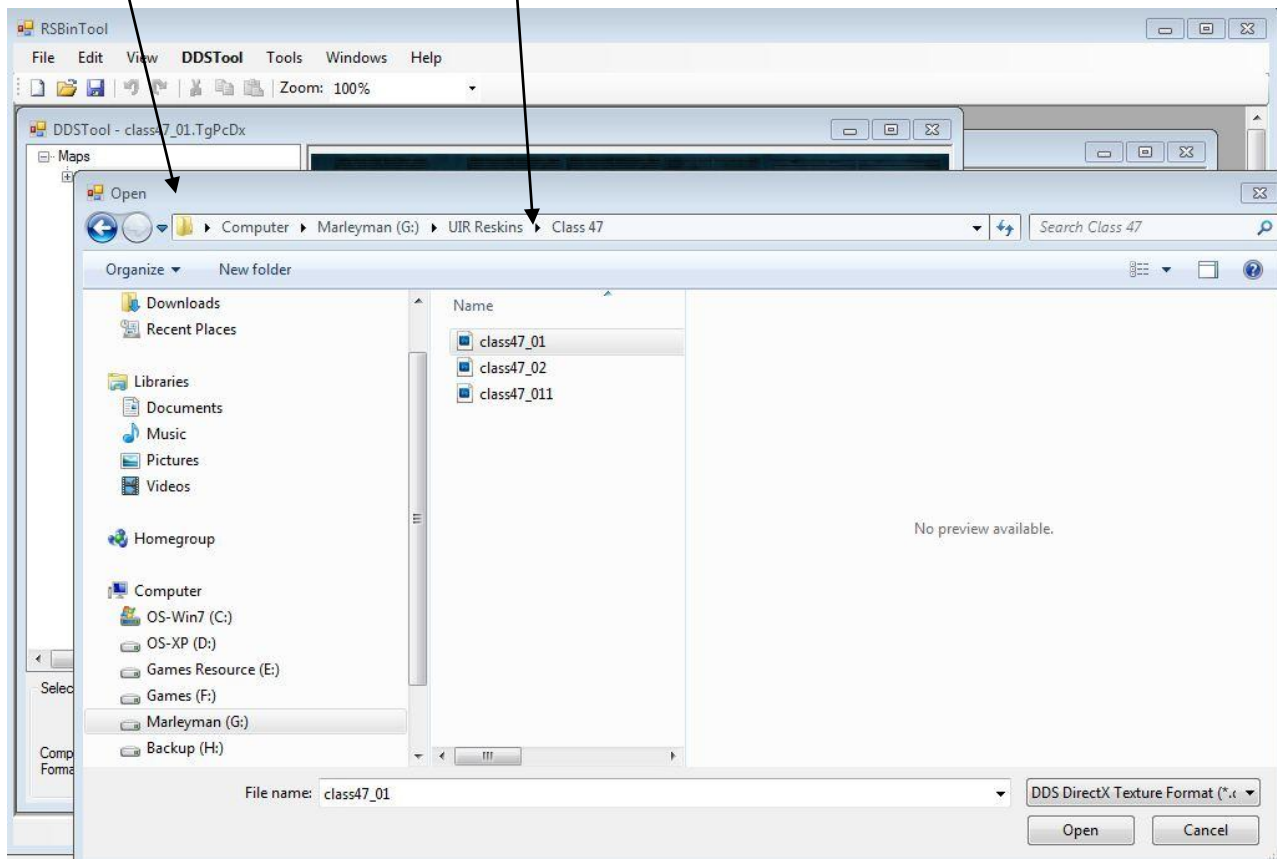 RSBinTool
File Edit View DDSTool Tools Windows Help
Zoom: 100%
DDSTool - class47_01.TgPcDx
Maps
Open
Computer Marleyman (G:) UIR Reskins Class 47
Search Class 47
Organize New folder
Downloads
Recent Places
Libraries
Documents
Music
Pictures
Videos
Homegroup
Computer
OS-Win7 (C:)
OS-XP (D:)
Games Resource (E:)
Games (F:)
Marleyman (G:)
Backup (H:)
Name
class47_01
class47_02
class47_011
No preview available.
Selec
Comp
Forma
File name: class47_01
DDS DirectX Texture Format (*.
Open Cancel